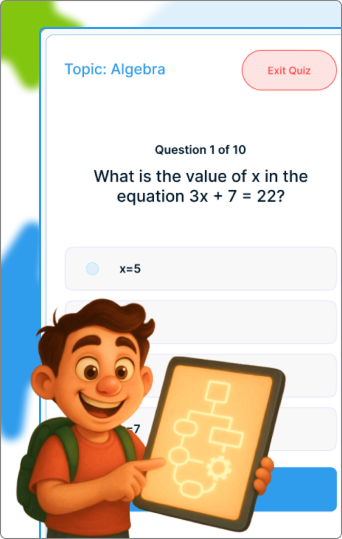 Topic: Algebra
Exit Quiz
Question 1 of 10
What is the value of x in the
equation 3x + 7 = 22?
x=5
=7